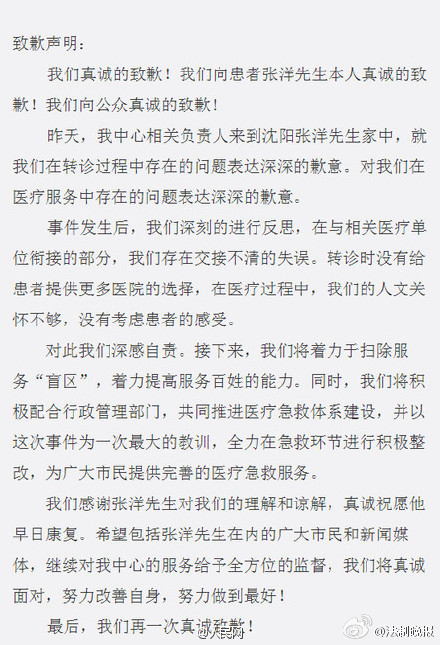 致歉声明：
我们真诚的致歉！我们向患者张洋先生本人真诚的致
歉！我们向公众真诚的致歉！
昨天，我中心相关负责人来到沈阳张洋先生家中，就
我们在转诊过程中存在的问题表达深深的歉意。对我们在
医疗服务中存在的问题表达深深的歉意。
事件发生后，我们深刻的进行反思，在与相关医疗单
位衔接的部分，我们存在交接不清的失误。转诊时没有给
患者提供更多医院的选择，在医疗过程中，我们的人文关
怀不够，没有考虑患者的感受。
对此我们深感自责。接下来，我们将着力于扫除服
务“盲区”，着力提高服务百姓的能力。同时，我们将积
极配合行政管理部门，共同推进医疗急救体系建设，并以
这次事件为一次最大的教训，全力在急救环节进行积极整
改，为广大市民提供完善的医疗急救服务。
我们感谢张洋先生对我们的理解和谅解，真诚祝愿他
早日康复。希望包括张洋先生在内的广大市民和新闻媒
体，继续对我中心的服务给予全方位的监督，我们将真诚
面对，努力改善自身，努力做到最好！
最后，我们再一次真诚致歉！
@人民网
@法制晚报